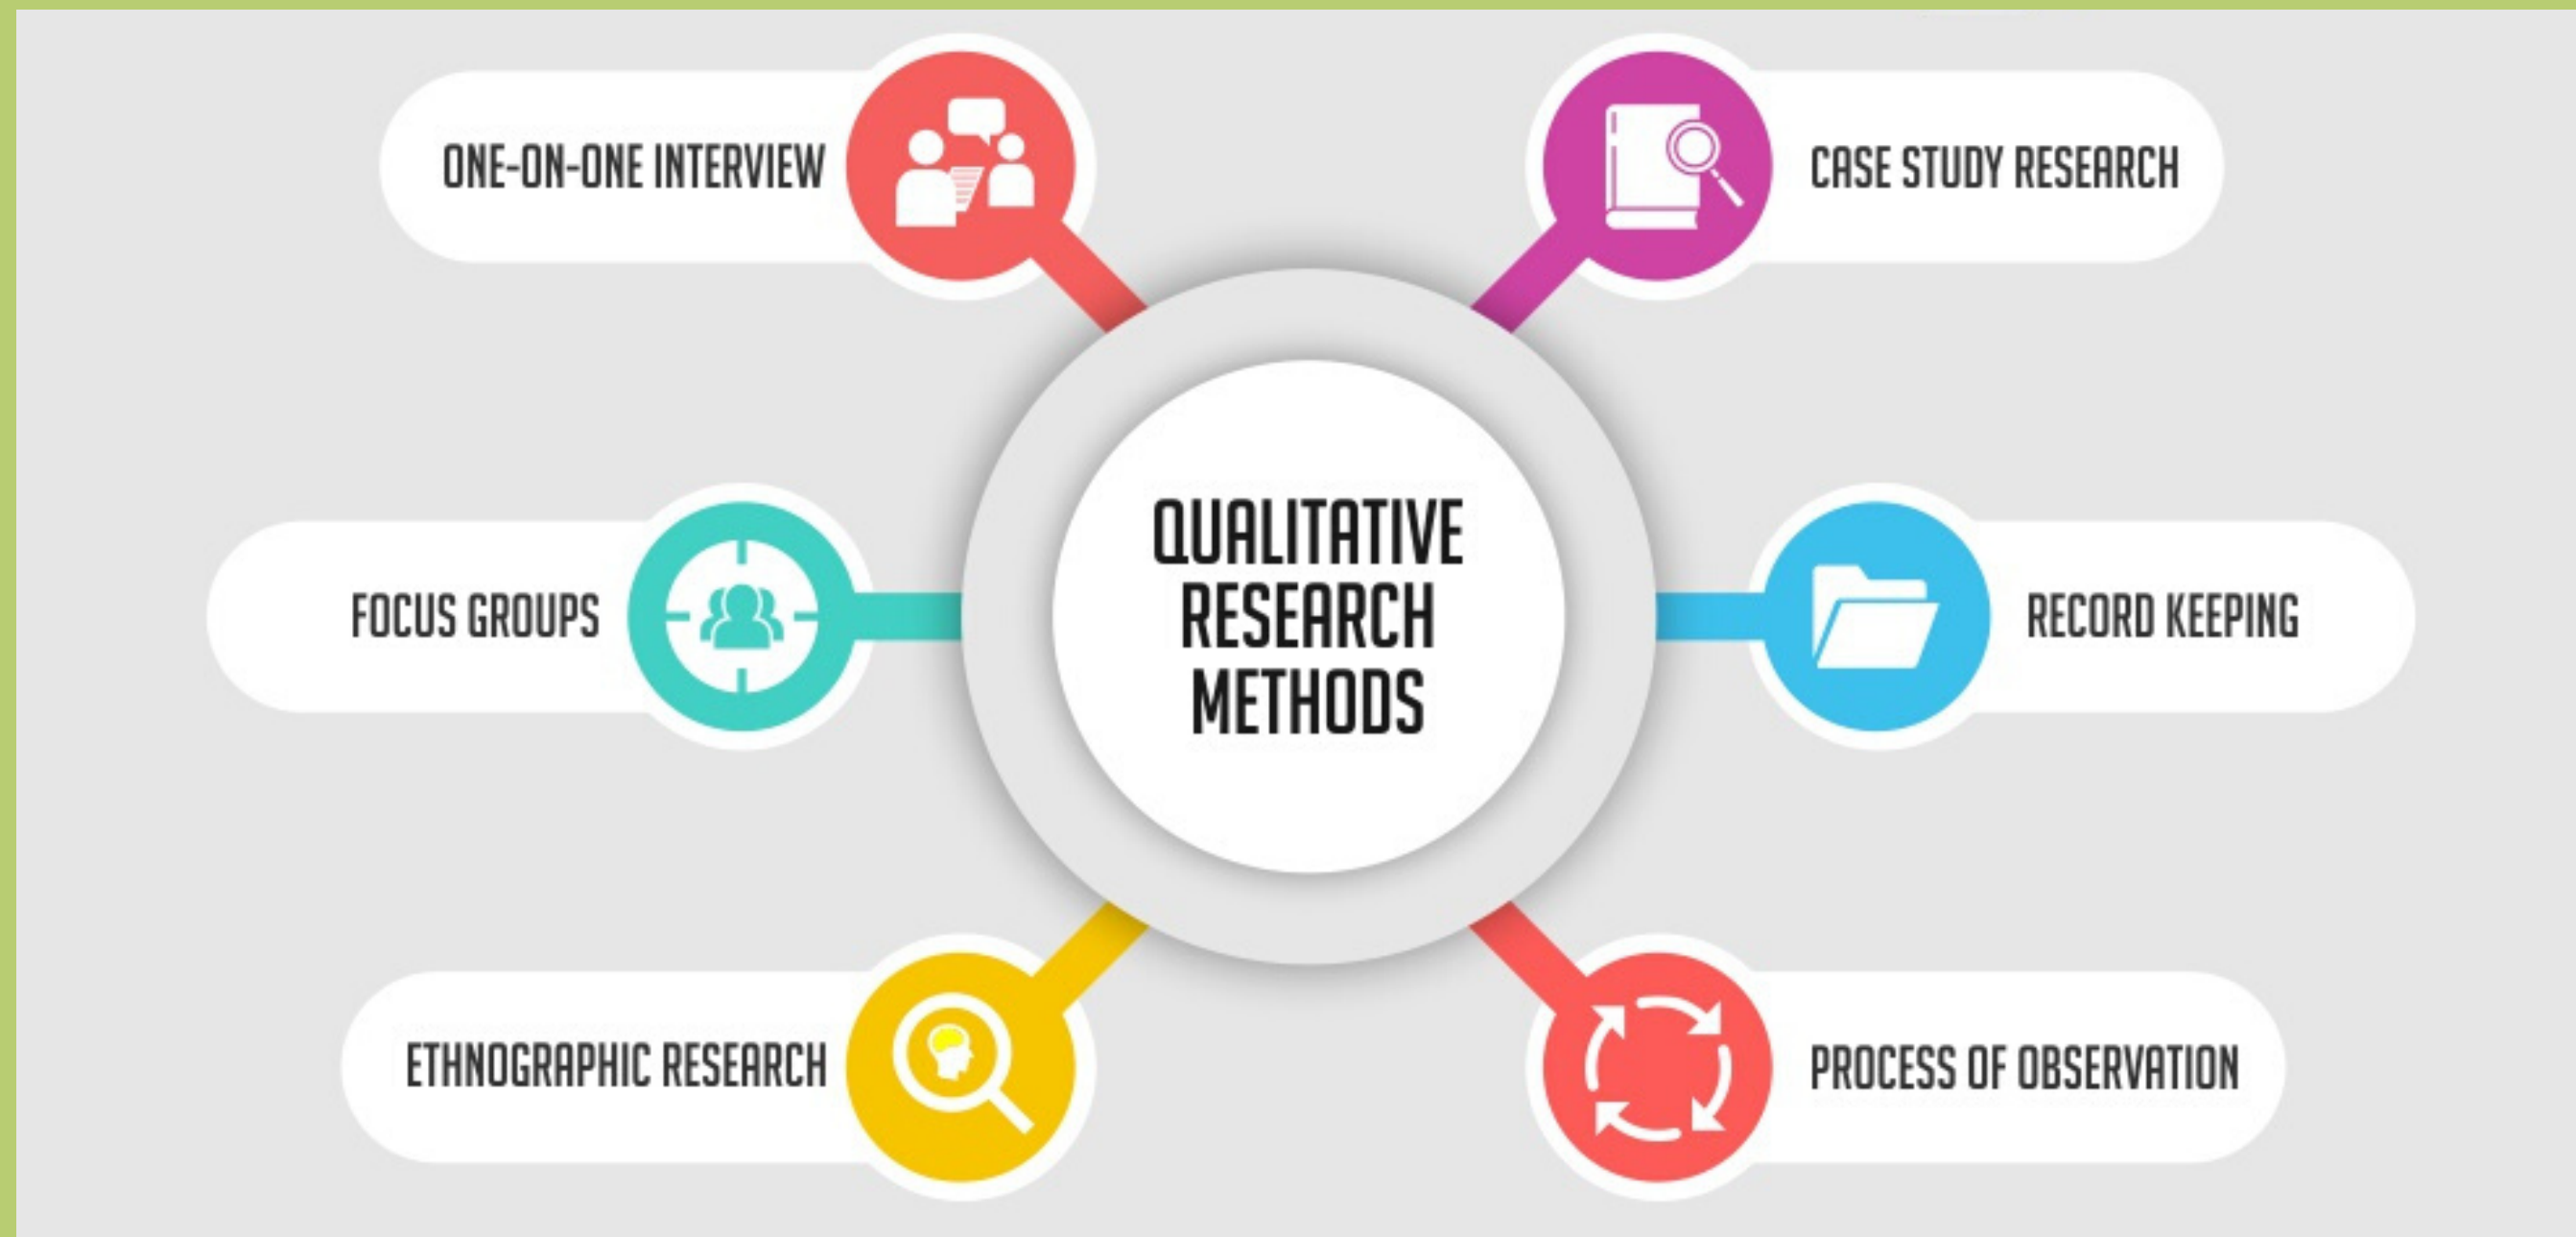 ONE-ON-ONE INTERVIEW
CASE STUDY RESEARCH
QUALITATIVE
RESEARCH
METHODS
FOCUS GROUPS
RECORD KEEPING
ETHNOGRAPHIC RESEARCH
PROCESS OF OBSERVATION